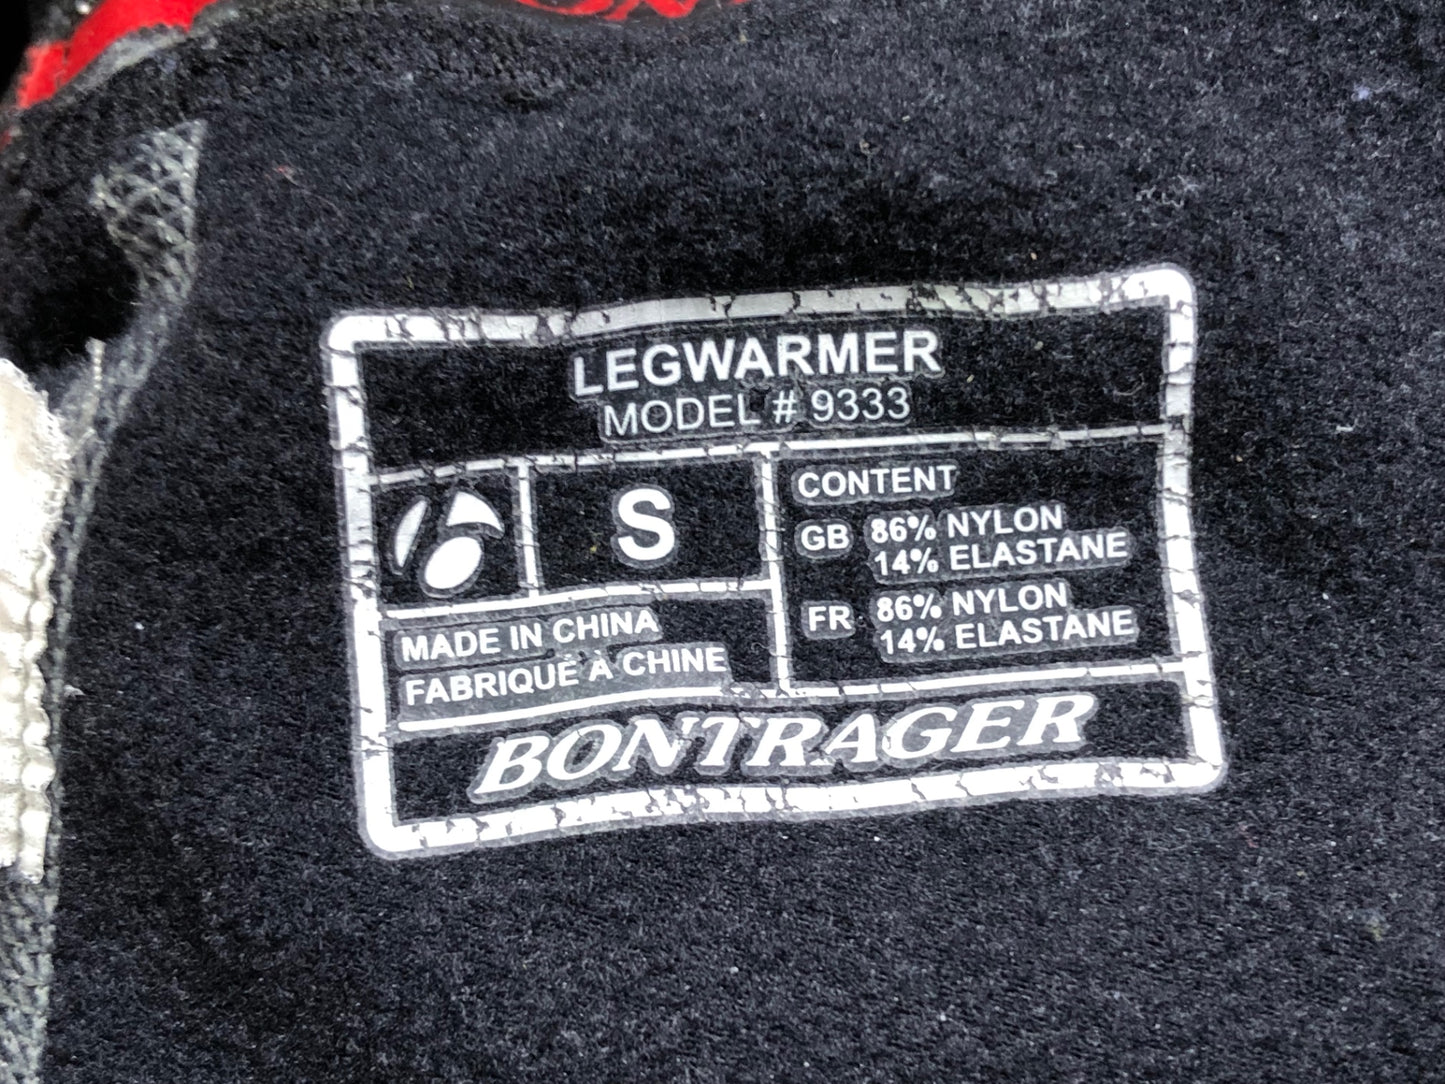 LEGWARMER
MODEL # 9333
S
MADE IN CHINA
FABRIQUÉ À CHINE
CONTENT
GB 86% NYLON
14% ELASTANE
FR 86% NYLON
14% ELASTANE
BONTRAGER